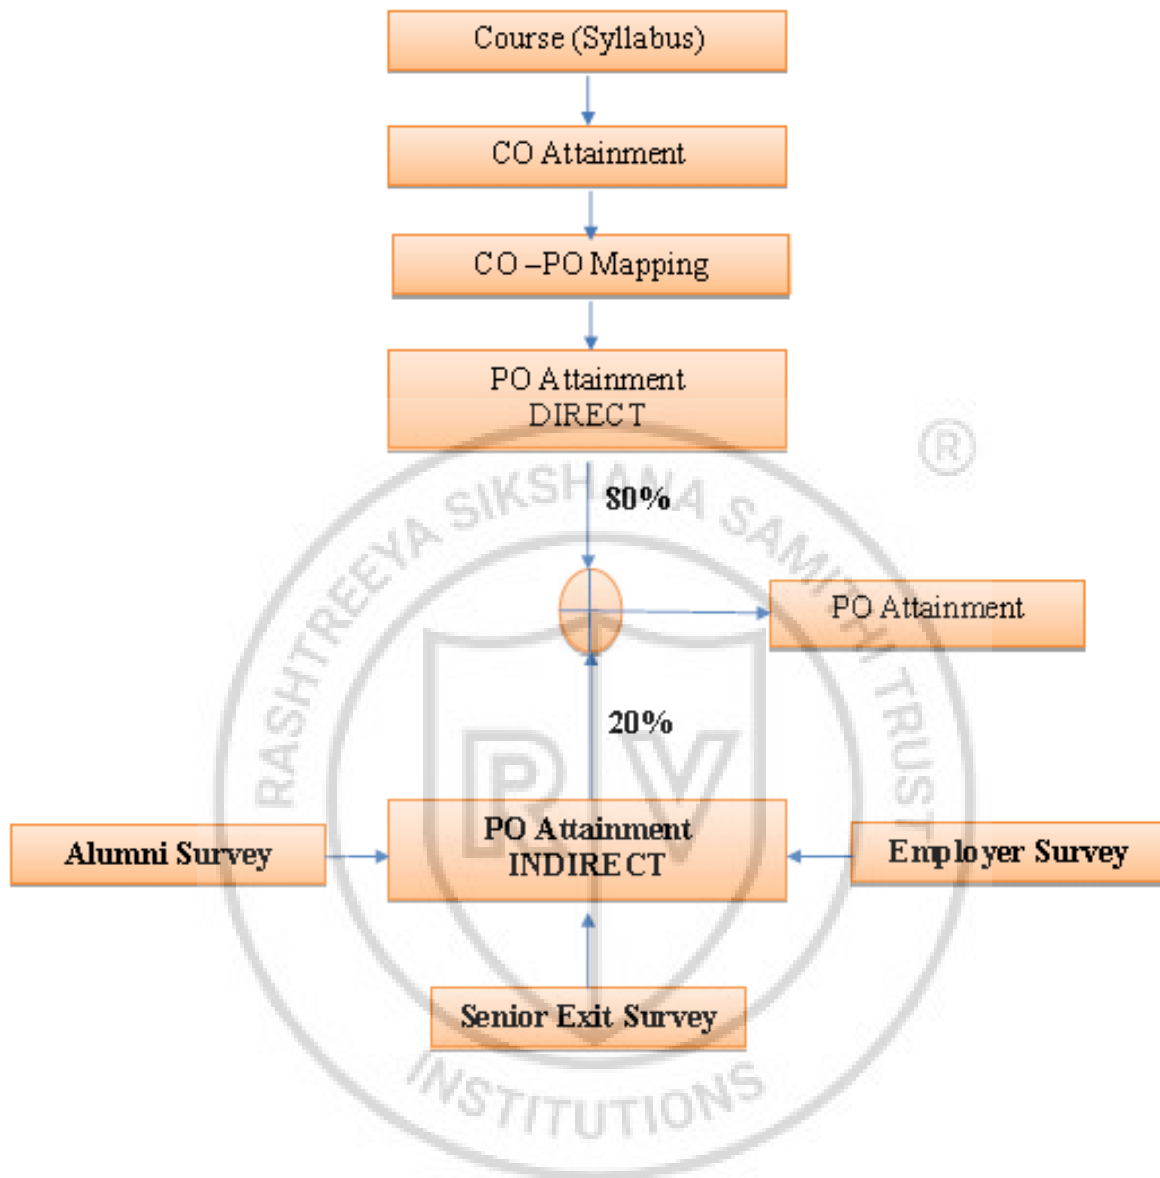 Course (Syllabus)
CO Attainment
CO –PO Mapping
PO Attainment
DIRECT
80%
PO Attainment
20%
PO Attainment
INDIRECT
Alumni Survey
Employer Survey
Senior Exit Survey
RASHTREEYA SIKSHANA SAMITHI TRUST
INSTITUTIONS
RV
®